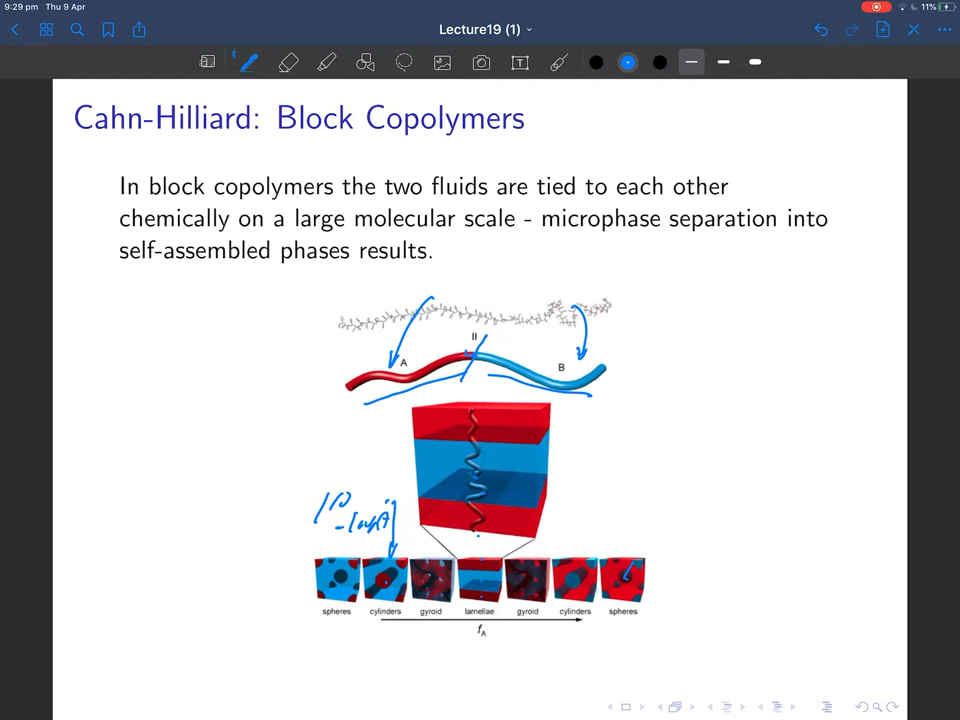 9:29 pm Thu 9 Apr
11%
Lecture19 (1)
Cahn-Hilliard: Block Copolymers
In block copolymers the two fluids are tied to each other
chemically on a large molecular scale - microphase separation into
self-assembled phases results.
II
A
B
spheres cylinders gyroid lamellae gyroid cylinders spheres
fA